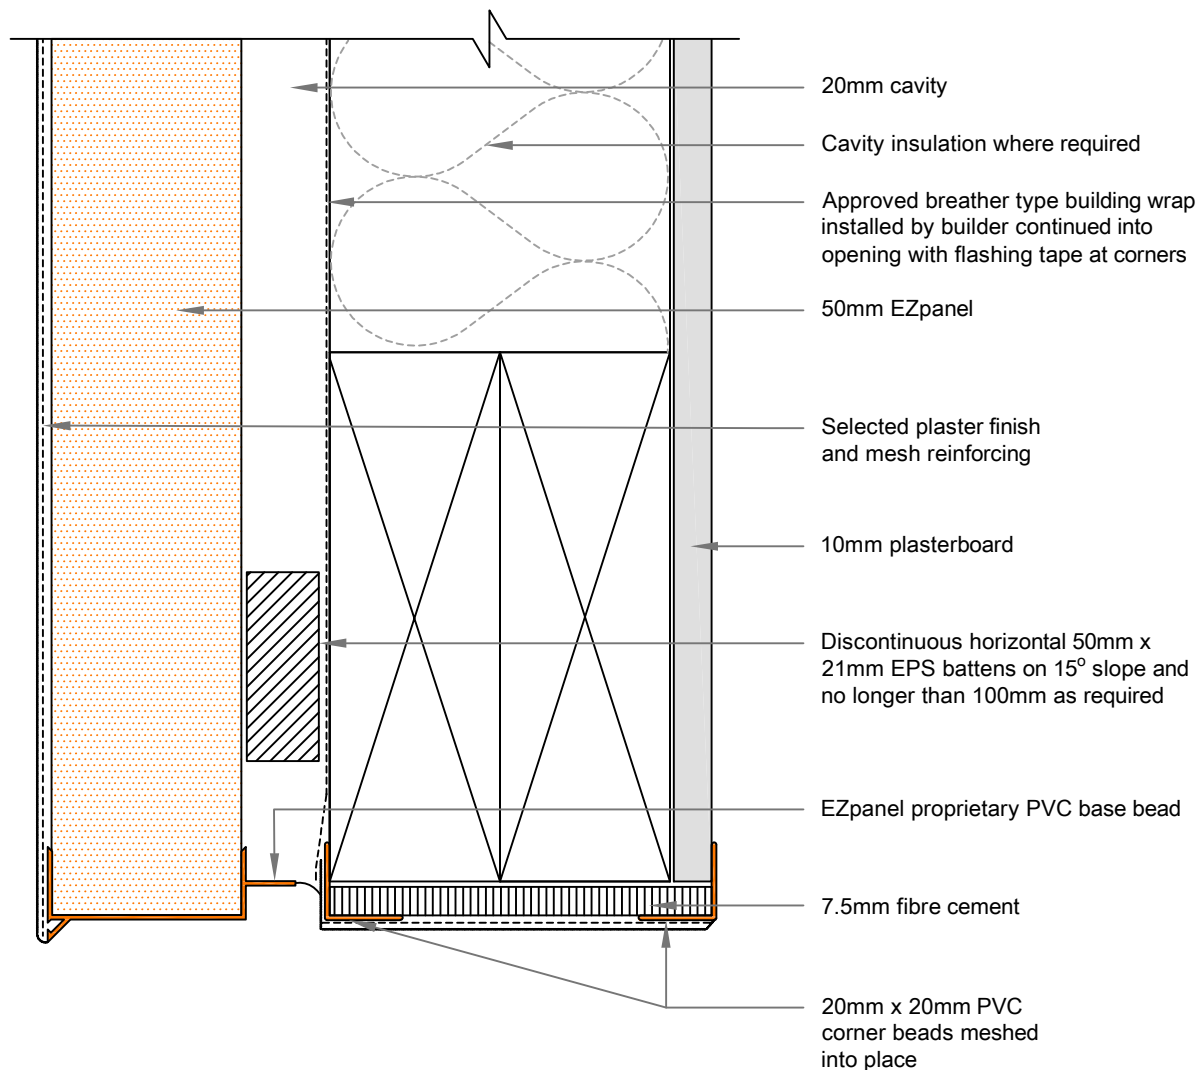 20mm cavity
Cavity insulation where required
Approved breather type building wrap
installed by builder continued into
opening with flashing tape at corners
50mm EZpanel
Selected plaster finish
and mesh reinforcing
10mm plasterboard
Discontinuous horizontal 50mm x
21mm EPS battens on 15° slope and
no longer than 100mm as required
EZpanel proprietary PVC base bead
7.5mm fibre cement
20mm x 20mm PVC
corner beads meshed
into place